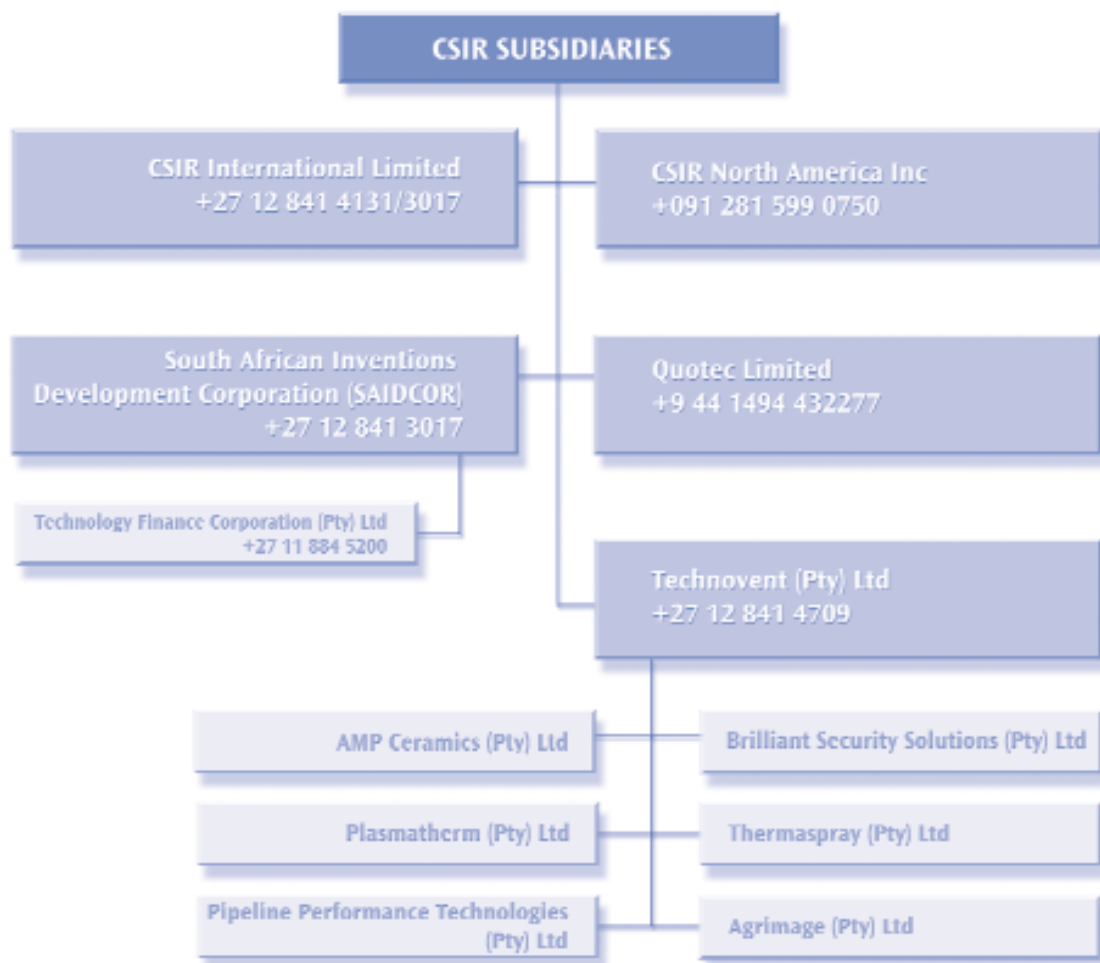 CSIR SUBSIDIARIES
CSIR International Limited
+27 12 841 4131/3017
CSIR North America Inc
+091 281 599 0750
South African Inventions
Development Corporation (SAIDCOR)
+27 12 841 3017
Quotec Limited
+9 44 1494 432277
Technology Finance Corporation (Pty) Ltd
+27 11 884 5200
Technovent (Pty) Ltd
+27 12 841 4709
AMP Ceramics (Pty) Ltd
Brilliant Security Solutions (Pty) Ltd
Plasmatherm (Pty) Ltd
Thermaspray (Pty) Ltd
Pipeline Performance Technologies
(Pty) Ltd
Agrimage (Pty) Ltd